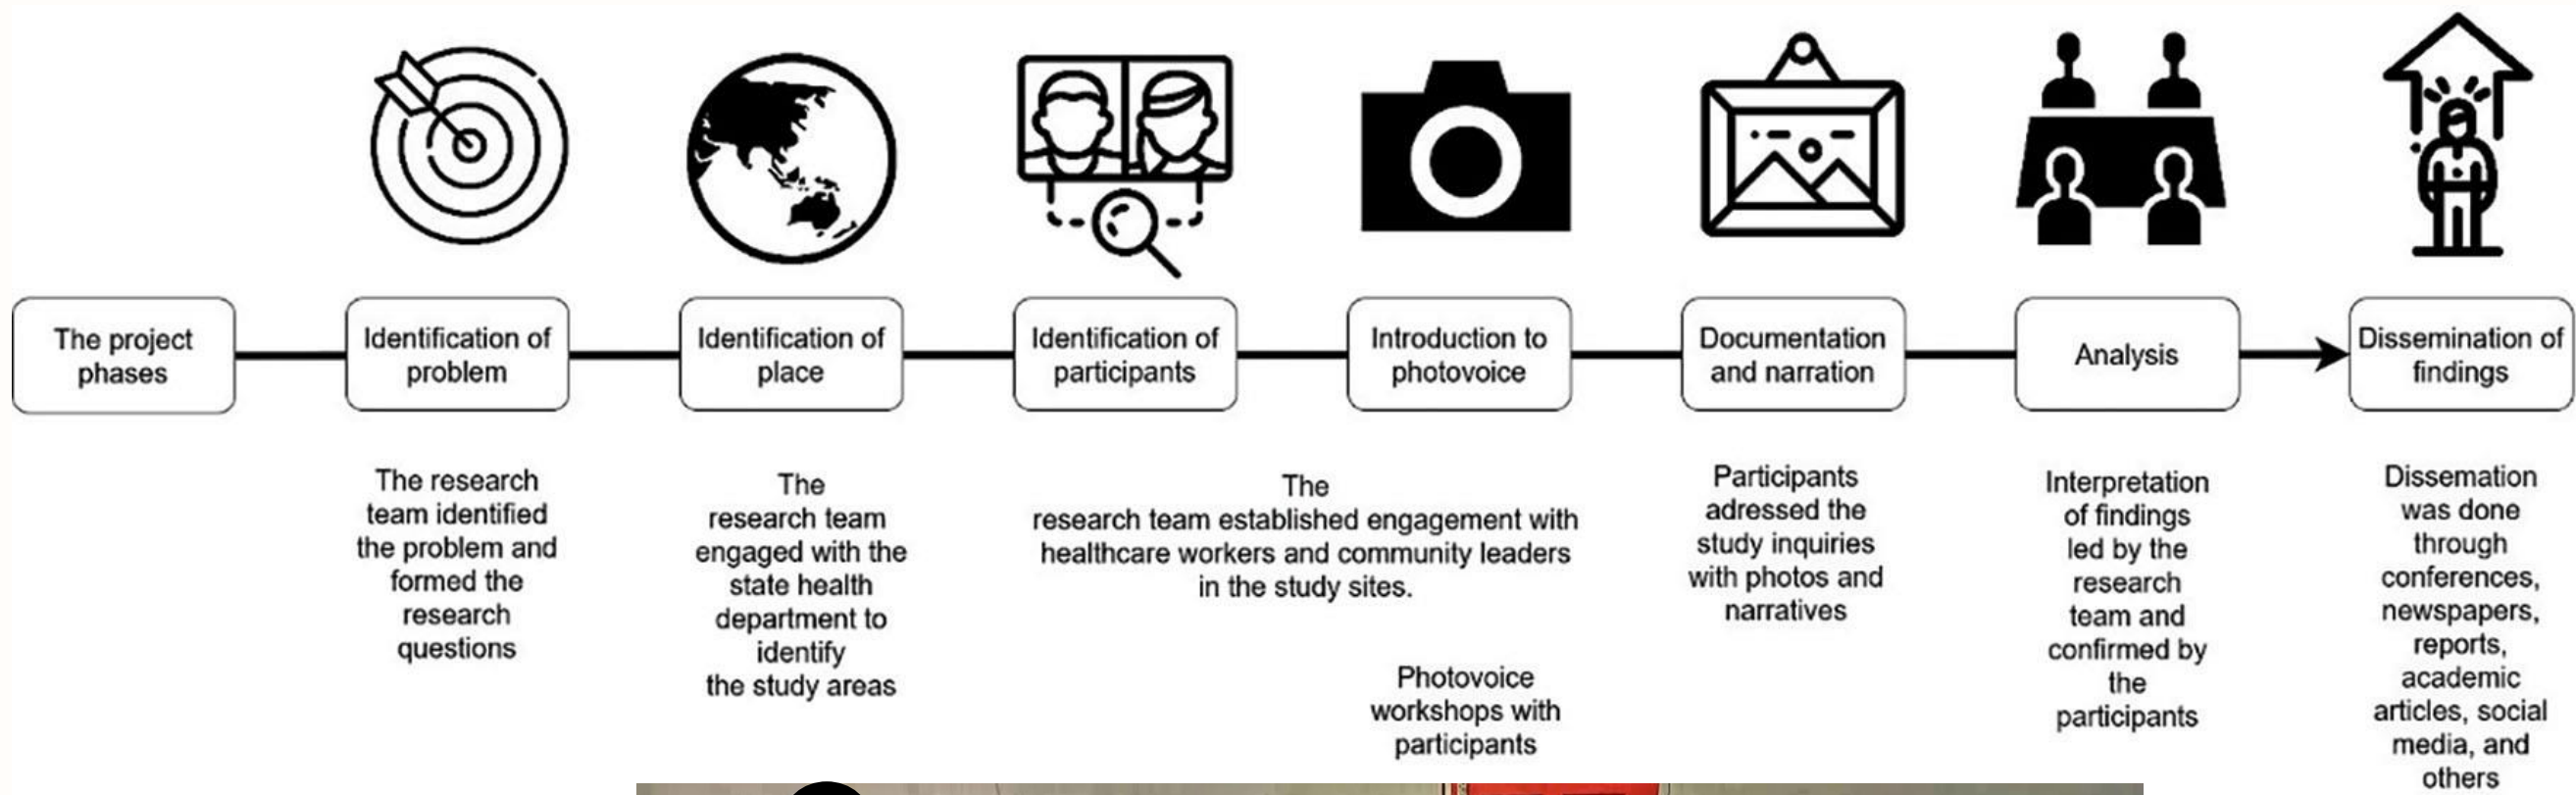 The project
phases
Identification of
problem
Identification of
place
Identification of
participants
Introduction to
photovoice
Documentation
and narration
Analysis
Dissemination of
findings
The research
team identified
the problem and
formed the
research
questions
The
research team
engaged with the
state health
department to
identify
the study areas
The
research team established engagement with
healthcare workers and community leaders
in the study sites.
Photovoice
workshops with
participants
Participants
adressed the
study inquiries
with photos and
narratives
Interpretation
of findings
led by the
research
team and
confirmed by
the
participants
Dissemation
was done
through
conferences,
newspapers,
reports,
academic
articles, social
media, and
others